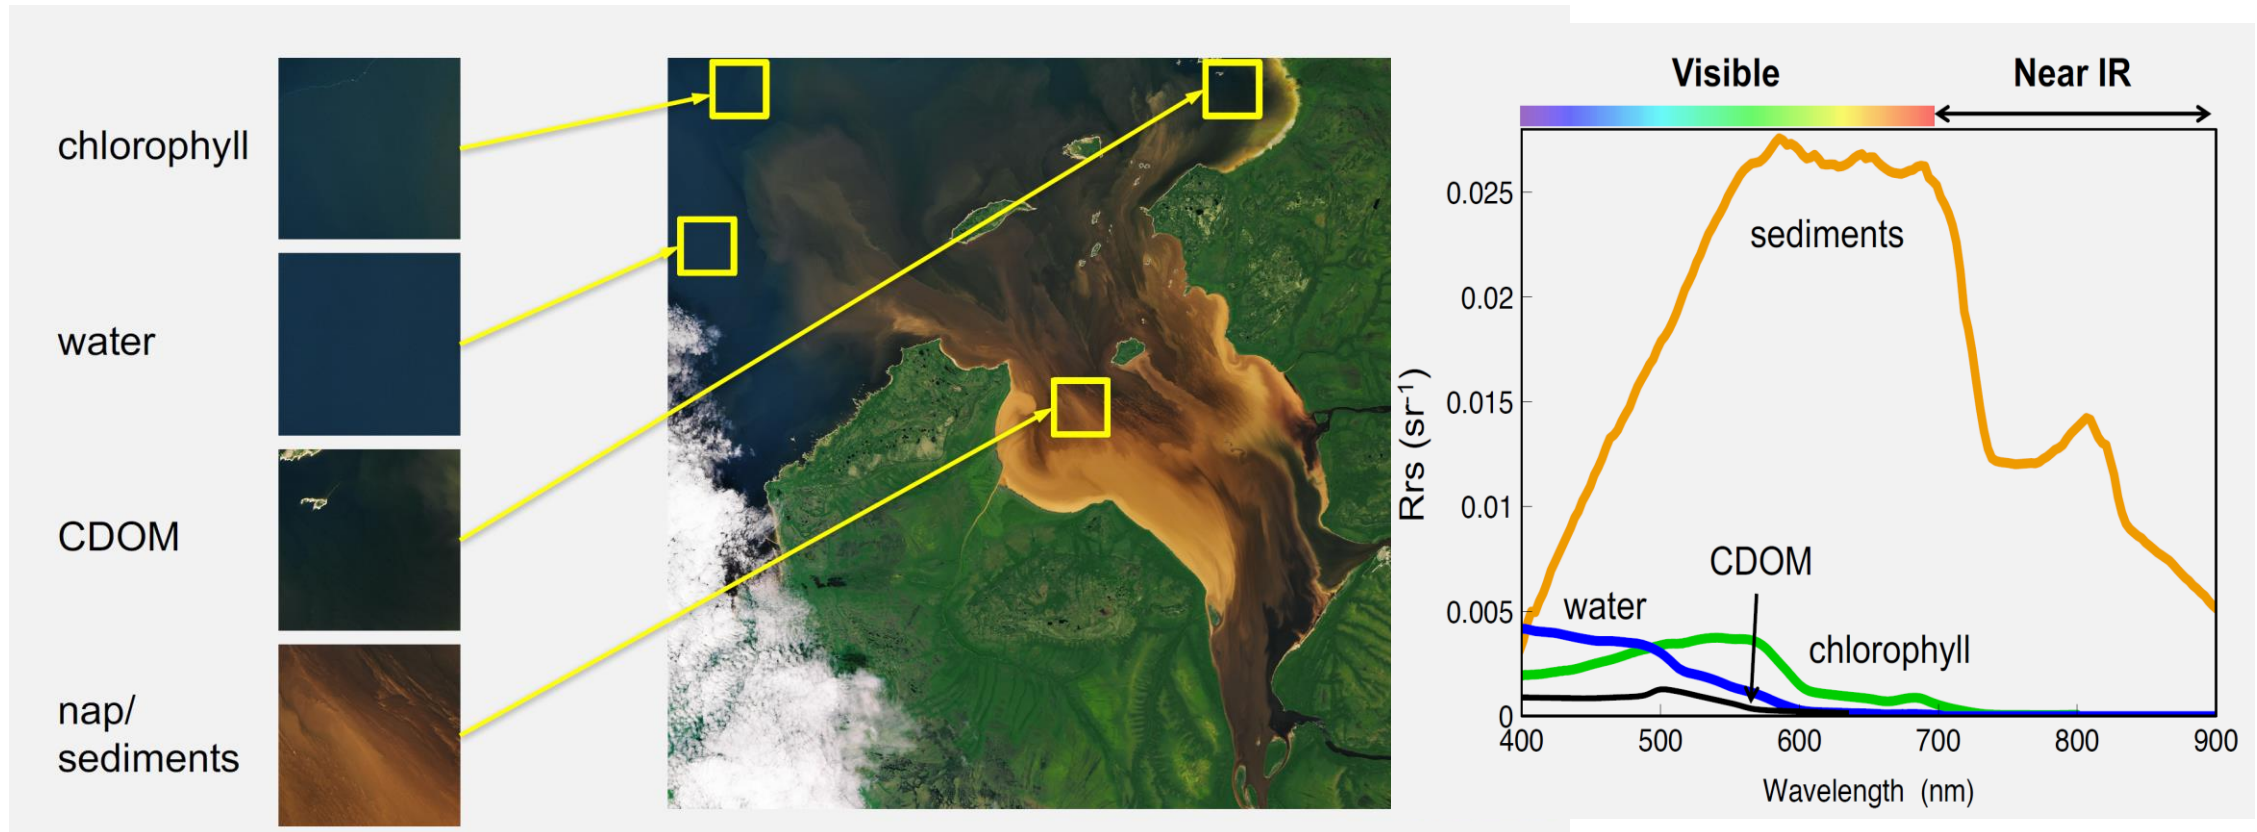 chlorophyll
water
CDOM
nap/
sediments
Visible
Near IR
Rrs (sr⁻¹)
0.025
0.02
0.015
0.01
0.005
0
sediments
CDOM
water
chlorophyll
400 500 600 700 800 900
Wavelength (nm)